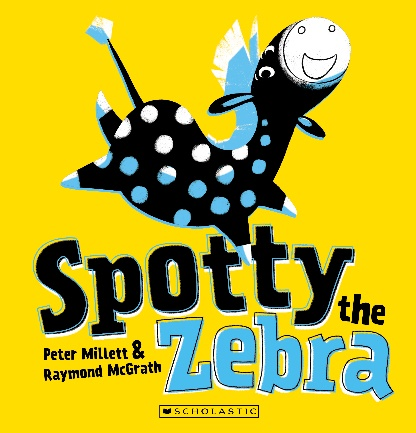 Spotty
the
Zebra
Peter Millett &
Raymond McGrath
SCHOLASTIC